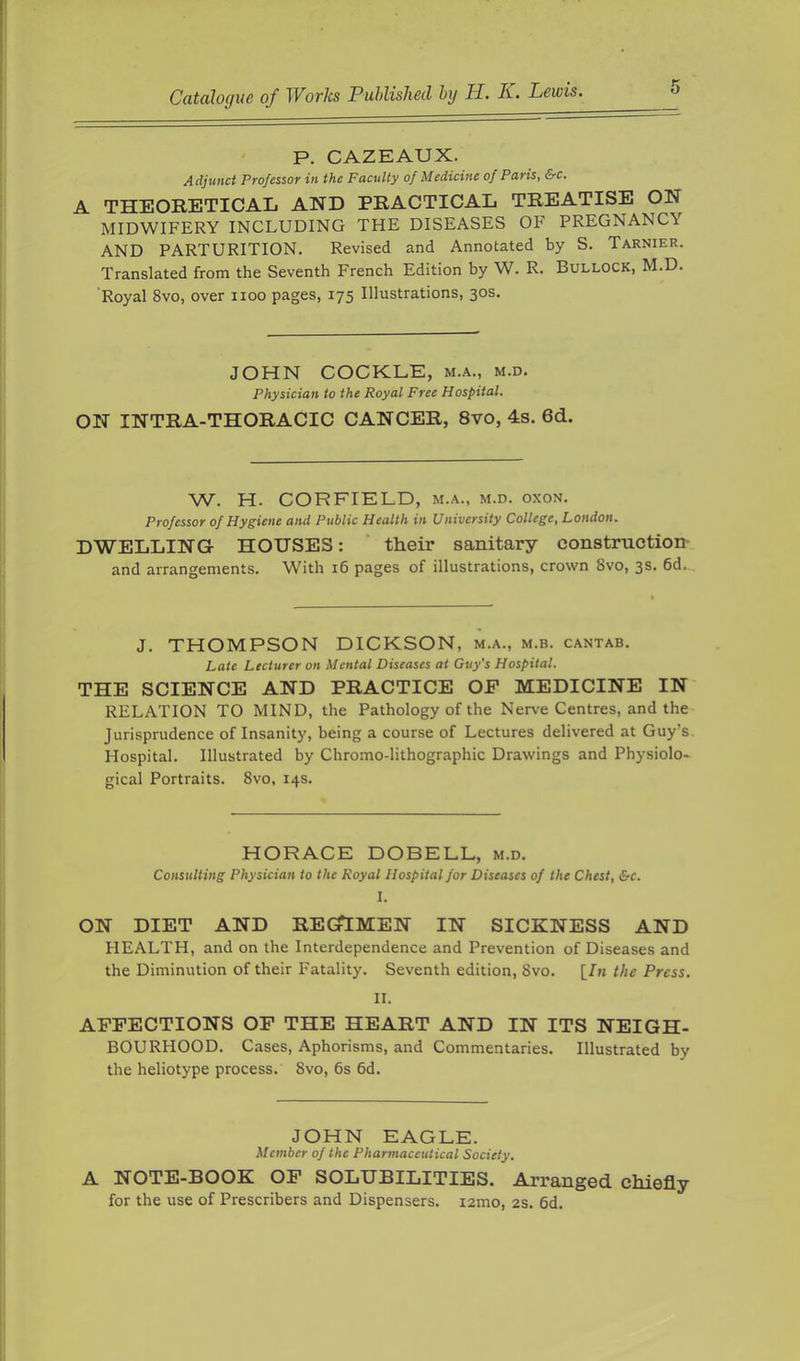 Catalogue of Works Published by H. K. Lewis. 5
P. CAZEAUX.
Adjunct Professor in the Faculty of Medicine of Paris, &c.
A THEORETICAL AND PRACTICAL TREATISE ON
MIDWIFERY INCLUDING THE DISEASES OF PREGNANCY
AND PARTURITION. Revised and Annotated by S. TARNIER.
Translated from the Seventh French Edition by W. R. BULLOCK, M.D.
Royal 8vo, over 1100 pages, 175 Illustrations, 30s.
JOHN COCKLE, M.A., M.D.
Physician to the Royal Free Hospital.
ON INTRA-THORACIC CANCER, 8vo, 4s. 6d.
W. H. CORFIELD, M.A., M.D. OXON.
Professor of Hygiene and Public Health in University College, London.
DWELLING HOUSES: their sanitary construction
and arrangements. With 16 pages of illustrations, crown 8vo, 3s. 6d.
J. THOMPSON DICKSON, M.A., M.B. CANTAB.
Late Lecturer on Mental Diseases at Guy's Hospital.
THE SCIENCE AND PRACTICE OF MEDICINE IN
RELATION TO MIND, the Pathology of the Nerve Centres, and the
Jurisprudence of Insanity, being a course of Lectures delivered at Guy's
Hospital. Illustrated by Chromo-lithographic Drawings and Physiolo-
gical Portraits. 8vo, 14s.
HORACE DOBELL, M.D.
Consulting Physician to the Royal Hospital for Diseases of the Chest, &c.
I.
ON DIET AND REGIMEN IN SICKNESS AND
HEALTH, and on the Interdependence and Prevention of Diseases and
the Diminution of their Fatality. Seventh edition, 8vo. [In the Press.
II.
AFFECTIONS OF THE HEART AND IN ITS NEIGH-
BOURHOOD. Cases, Aphorisms, and Commentaries. Illustrated by
the heliotype process. 8vo, 6s 6d.
JOHN EAGLE.
Member of the Pharmaceutical Society.
A NOTE-BOOK OF SOLUBILITIES. Arranged chiefly
for the use of Prescribers and Dispensers. 12mo, 2s. 6d.